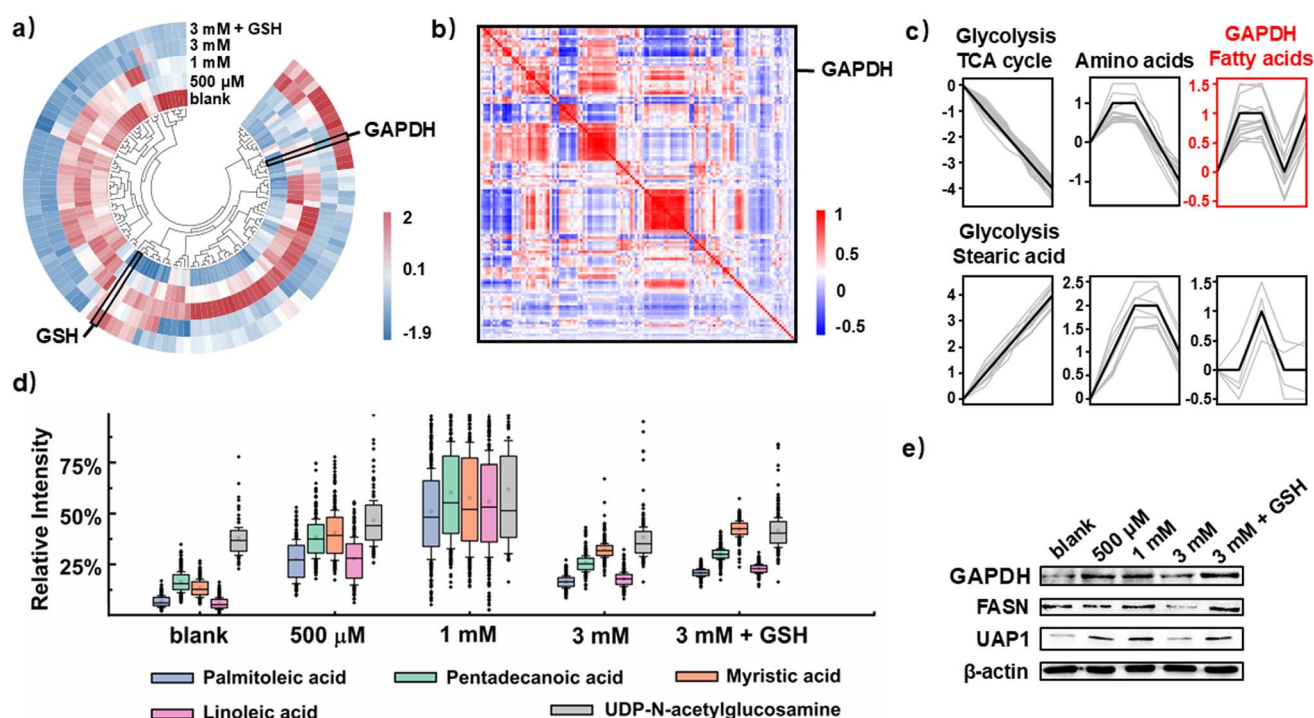 a)
3 mM + GSH
3 mM
1 mM
500 μM
blank
GAPDH
GSH
2
0.1
-1.9
b)
GAPDH
1
0.5
0
-0.5
c)
Glycolysis
TCA cycle
0
-1
-2
-3
-4
Amino acids
1
0
-1
GAPDH
Fatty acids
1.5
1
0.5
0
-0.5
Glycolysis
Stearic acid
4
3
2
1
0
2.5
2
1.5
1
0.5
0
1.5
1
0.5
0
-0.5
d)
Relative Intensity
75%
50%
25%
blank
500 μM
1 mM
3 mM
3 mM + GSH
Palmitoleic acid
Pentadecanoic acid
Myristic acid
Linoleic acid
UDP-N-acetylglucosamine
e)
blank
500 μM
1 mM
3 mM
3 mM + GSH
GAPDH
FASN
UAP1
β-actin